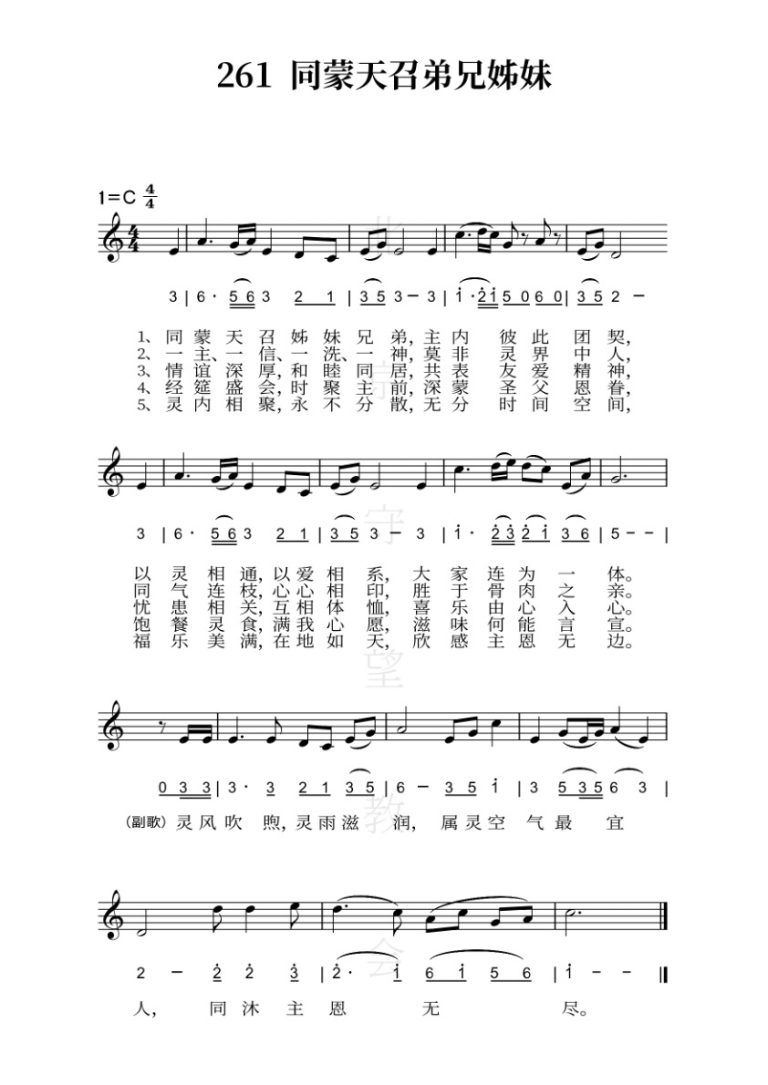 261 同蒙天召弟兄姊妹
1=C 4/4
3 | 6· 5 6 3 2 1 | 3 5 3 – 3 | 1· 2 1 5 0 6 0 | 3 5 2 –
1、同蒙天召姊妹兄弟，主内彼此团契，
2、一主、一信、一洗、一神，莫非灵界中人，
3、情谊深厚，和睦同居，共表友爱精神，
4、经筵盛会，时聚主前，深蒙圣父恩眷，
5、灵内相聚，永不分散，无分时间空间，
3 | 6· 5 6 3 2 1 | 3 5 3 – 3 | 1· 2 3 2 1 3 6 | 5 – – |
以灵相通，以爱相系，大家连为一体。
同气连枝，心心相印，胜于骨肉之亲。
忧患相关，互相体恤，喜乐由心入心。
饱餐灵食，满我心愿，滋味何能言宣。
福乐美满，在地如天，欣感主恩无边。
0 3 3 | 3· 3 2 1 3 5 | 6 – 3 5 1 | 3 5 3 5 6 3 |
（副歌）灵风吹煦，灵雨滋润，属灵空气最宜
2 – 2 2 3 | 2· 1 6 1 5 6 | 1 – – ‖
人，同沐主恩无尽。
北京守望教会